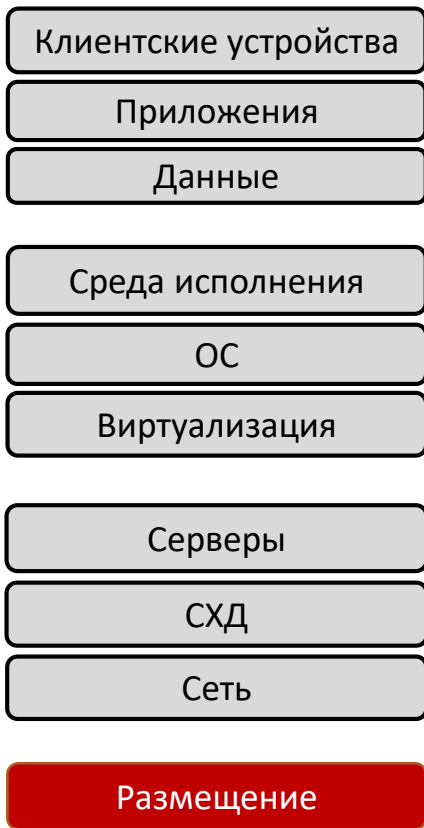 Клиентские устройства
Приложения
Данные
Среда исполнения
ОС
Виртуализация
Серверы
СХД
Сеть
Размещение